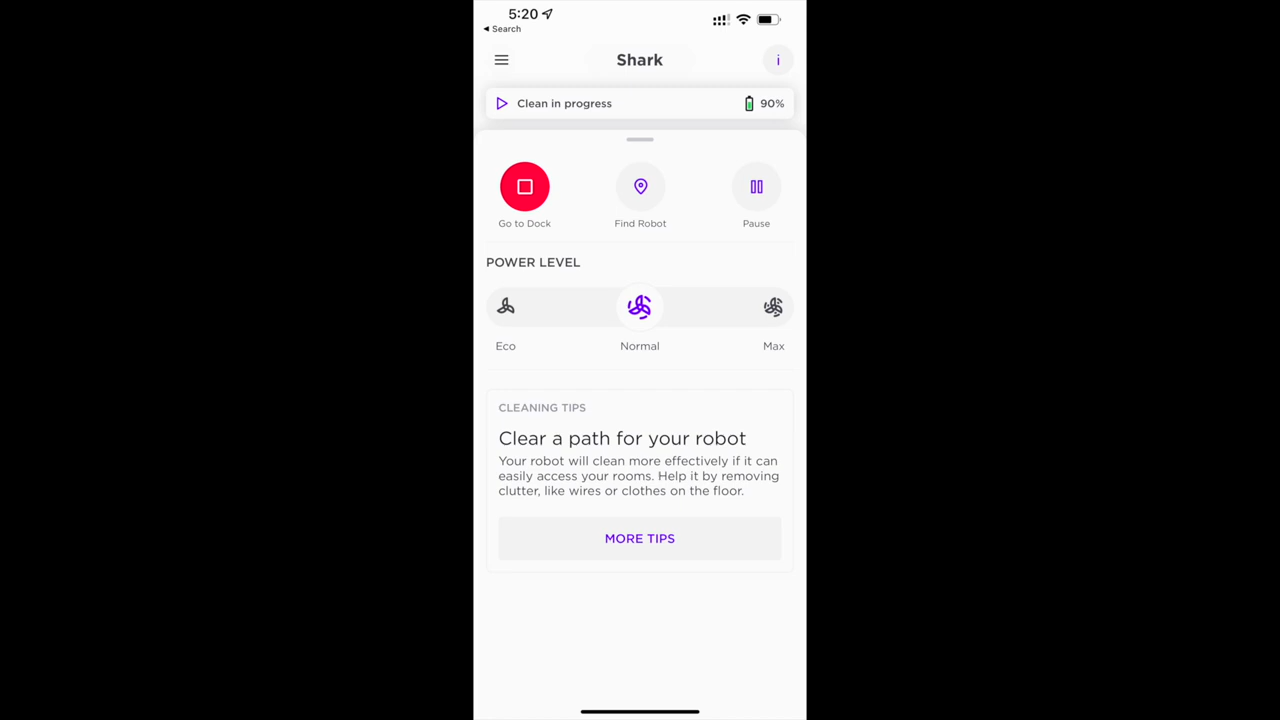 5:20
Search
Shark
i
Clean in progress
90%
Go to Dock
Find Robot
Pause
POWER LEVEL
Eco
Normal
Max
CLEANING TIPS
Clear a path for your robot
Your robot will clean more effectively if it can
easily access your rooms. Help it by removing
clutter, like wires or clothes on the floor.
MORE TIPS